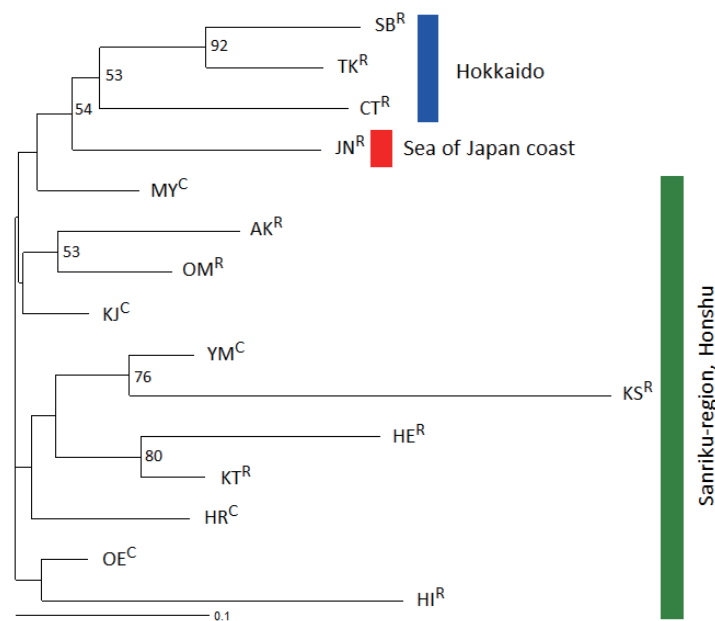 SB^R
92
TK^R
Hokkaido
53
CT^R
54
JN^R
Sea of Japan coast
MY^C
AK^R
53
OM^R
KJ^C
YM^C
76
KS^R
HE^R
80
KT^R
HR^C
OE^C
HI^R
0.1
Sanriku-region, Honshu